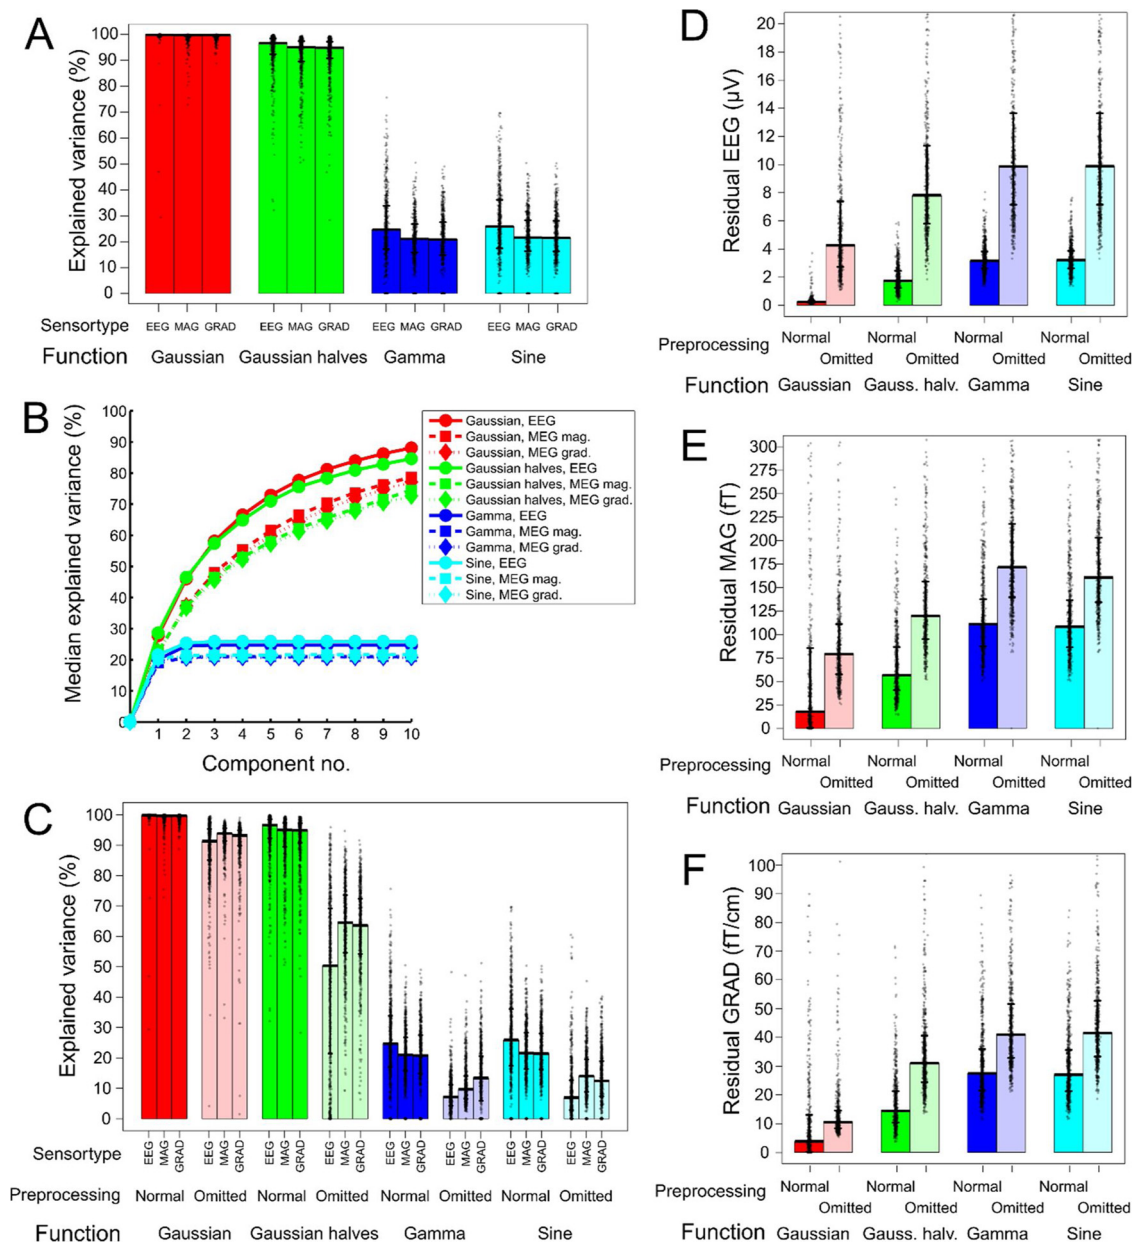 A
Explained variance (%)
100
90
80
70
60
50
40
30
20
10
0
Sensortype EEG MAG GRAD EEG MAG GRAD EEG MAG GRAD EEG MAG GRAD
Function Gaussian Gaussian halves Gamma Sine
B
Median explained variance (%)
100
90
80
70
60
50
40
30
20
10
0
1 2 3 4 5 6 7 8 9 10
Component no.
Gaussian, EEG
Gaussian, MEG mag.
Gaussian, MEG grad.
Gaussian halves, EEG
Gaussian halves, MEG mag.
Gaussian halves, MEG grad.
Gamma, EEG
Gamma, MEG mag.
Gamma, MEG grad.
Sine, EEG
Sine, MEG mag.
Sine, MEG grad.
C
Explained variance (%)
100
90
80
70
60
50
40
30
20
10
0
Sensortype EEG MAG GRAD EEG MAG GRAD EEG MAG GRAD EEG MAG GRAD EEG MAG GRAD EEG MAG GRAD EEG MAG GRAD EEG MAG GRAD
Preprocessing Normal Omitted Normal Omitted Normal Omitted Normal Omitted
Function Gaussian Gaussian halves Gamma Sine
D
Residual EEG (µV)
20
18
16
14
12
10
8
6
4
2
0
Normal Normal Normal Normal
Preprocessing
Omitted Omitted Omitted Omitted
Function Gaussian Gauss. halv. Gamma Sine
E
Residual MAG (fT)
300
275
250
225
200
175
150
125
100
75
50
25
0
Normal Normal Normal Normal
Preprocessing
Omitted Omitted Omitted Omitted
Function Gaussian Gauss. halv. Gamma Sine
F
Residual GRAD (fT/cm)
100
90
80
70
60
50
40
30
20
10
0
Normal Normal Normal Normal
Preprocessing
Omitted Omitted Omitted Omitted
Function Gaussian Gauss. halv. Gamma Sine